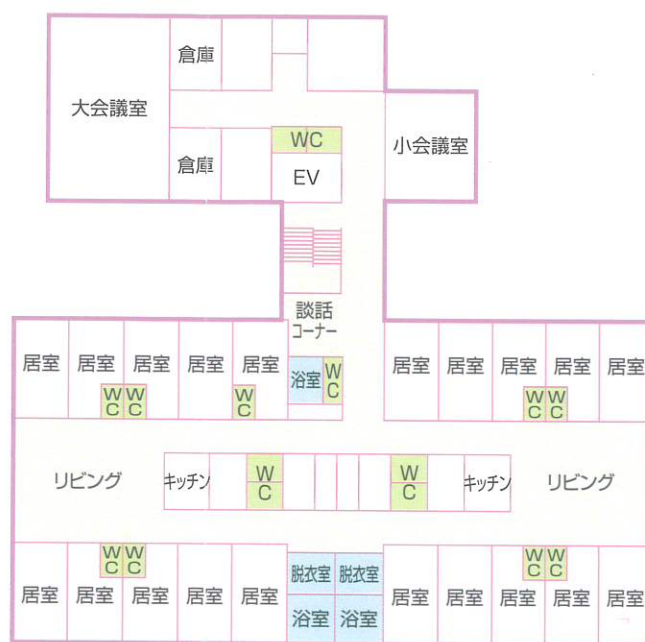 倉庫
大会議室
WC
小会議室
倉庫
EV
談話
コーナー
居室 居室 居室 居室 居室 浴室 WC 居室 居室 居室 居室 居室
WC WC WC WC WC
リビング キッチン WC WC キッチン リビング
WC WC 脱衣室 脱衣室 WC WC
居室 居室 居室 居室 居室 浴室 浴室 居室 居室 居室 居室 居室